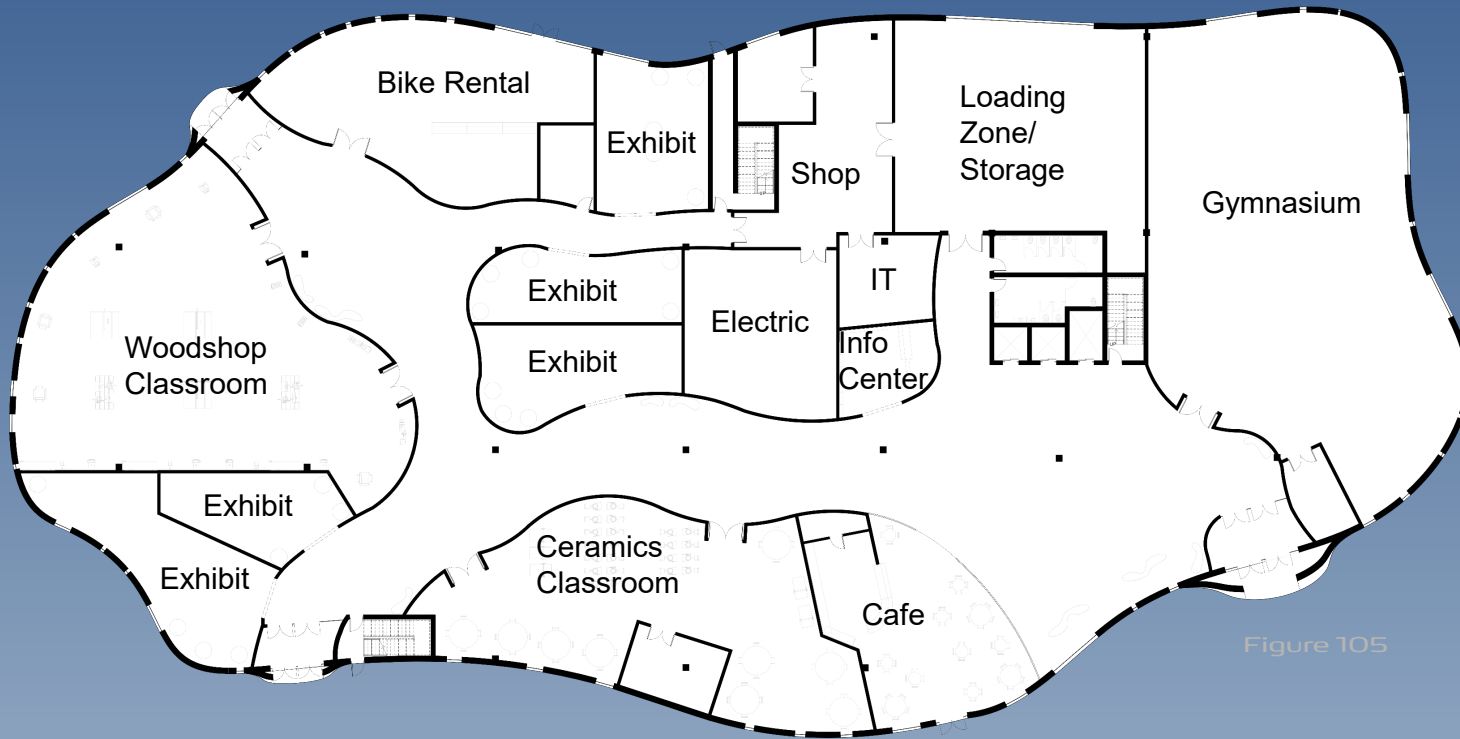 Bike Rental
Exhibit
Shop
Loading
Zone/
Storage
Gymnasium
Exhibit
Electric
IT
Exhibit
Info
Center
Woodshop
Classroom
Exhibit
Exhibit
Ceramics
Classroom
Cafe
Figure 105